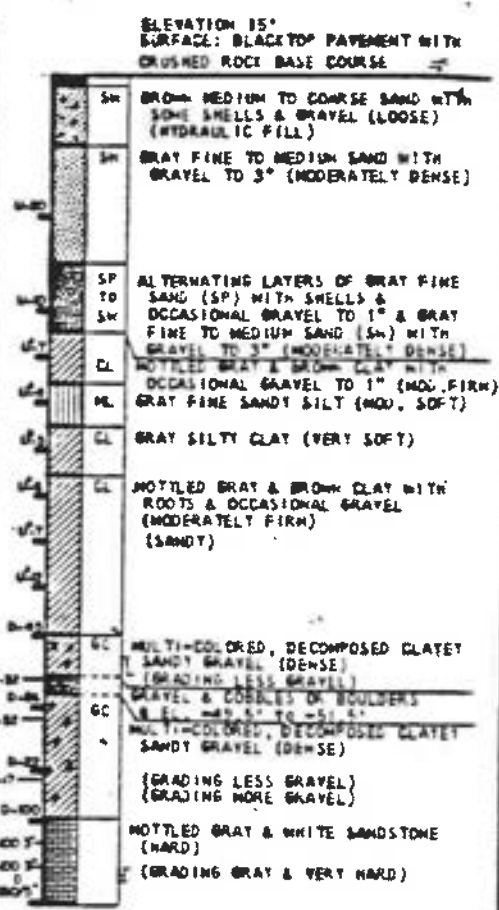 ELEVATION 15'
SURFACE: BLACKTOP PAVEMENT WITH
CRUSHED ROCK BASE COURSE
SW
BROWN MEDIUM TO COARSE SAND WITH
SOME SHELLS & GRAVEL (LOOSE)
(HYDRAULIC FILL)
SW
GRAY FINE TO MEDIUM SAND WITH
GRAVEL TO 3" (MODERATELY DENSE)
SP
TO
SW
ALTERNATING LAYERS OF GRAY FINE
SAND (SP) WITH SHELLS &
OCCASIONAL GRAVEL TO 1" & GRAY
FINE TO MEDIUM SAND (SW) WITH
GRAVEL TO 3" (MODERATELY DENSE)
CL
MOTTLED GRAY & BROWN CLAY WITH
OCCASIONAL GRAVEL TO 1" (MOD.FIRM)
ML
GRAY FINE SANDY SILT (MOD. SOFT)
CL
GRAY SILTY CLAY (VERY SOFT)
CL
MOTTLED GRAY & BROWN CLAY WITH
ROOTS & OCCASIONAL GRAVEL
(MODERATELY FIRM)
(SANDY)
GC
MULTI-COLORED, DECOMPOSED CLAYEY
SANDY GRAVEL (DENSE)
(GRADING LESS GRAVEL)
GRAVEL & COBBLES OR BOULDERS
GC
MULTI-COLORED, DECOMPOSED CLAYEY
SANDY GRAVEL (DENSE)
(GRADING LESS GRAVEL)
(GRADING MORE GRAVEL)
D-100
MOTTLED GRAY & WHITE SANDSTONE
(HARD)
(GRADING GRAY & VERY HARD)